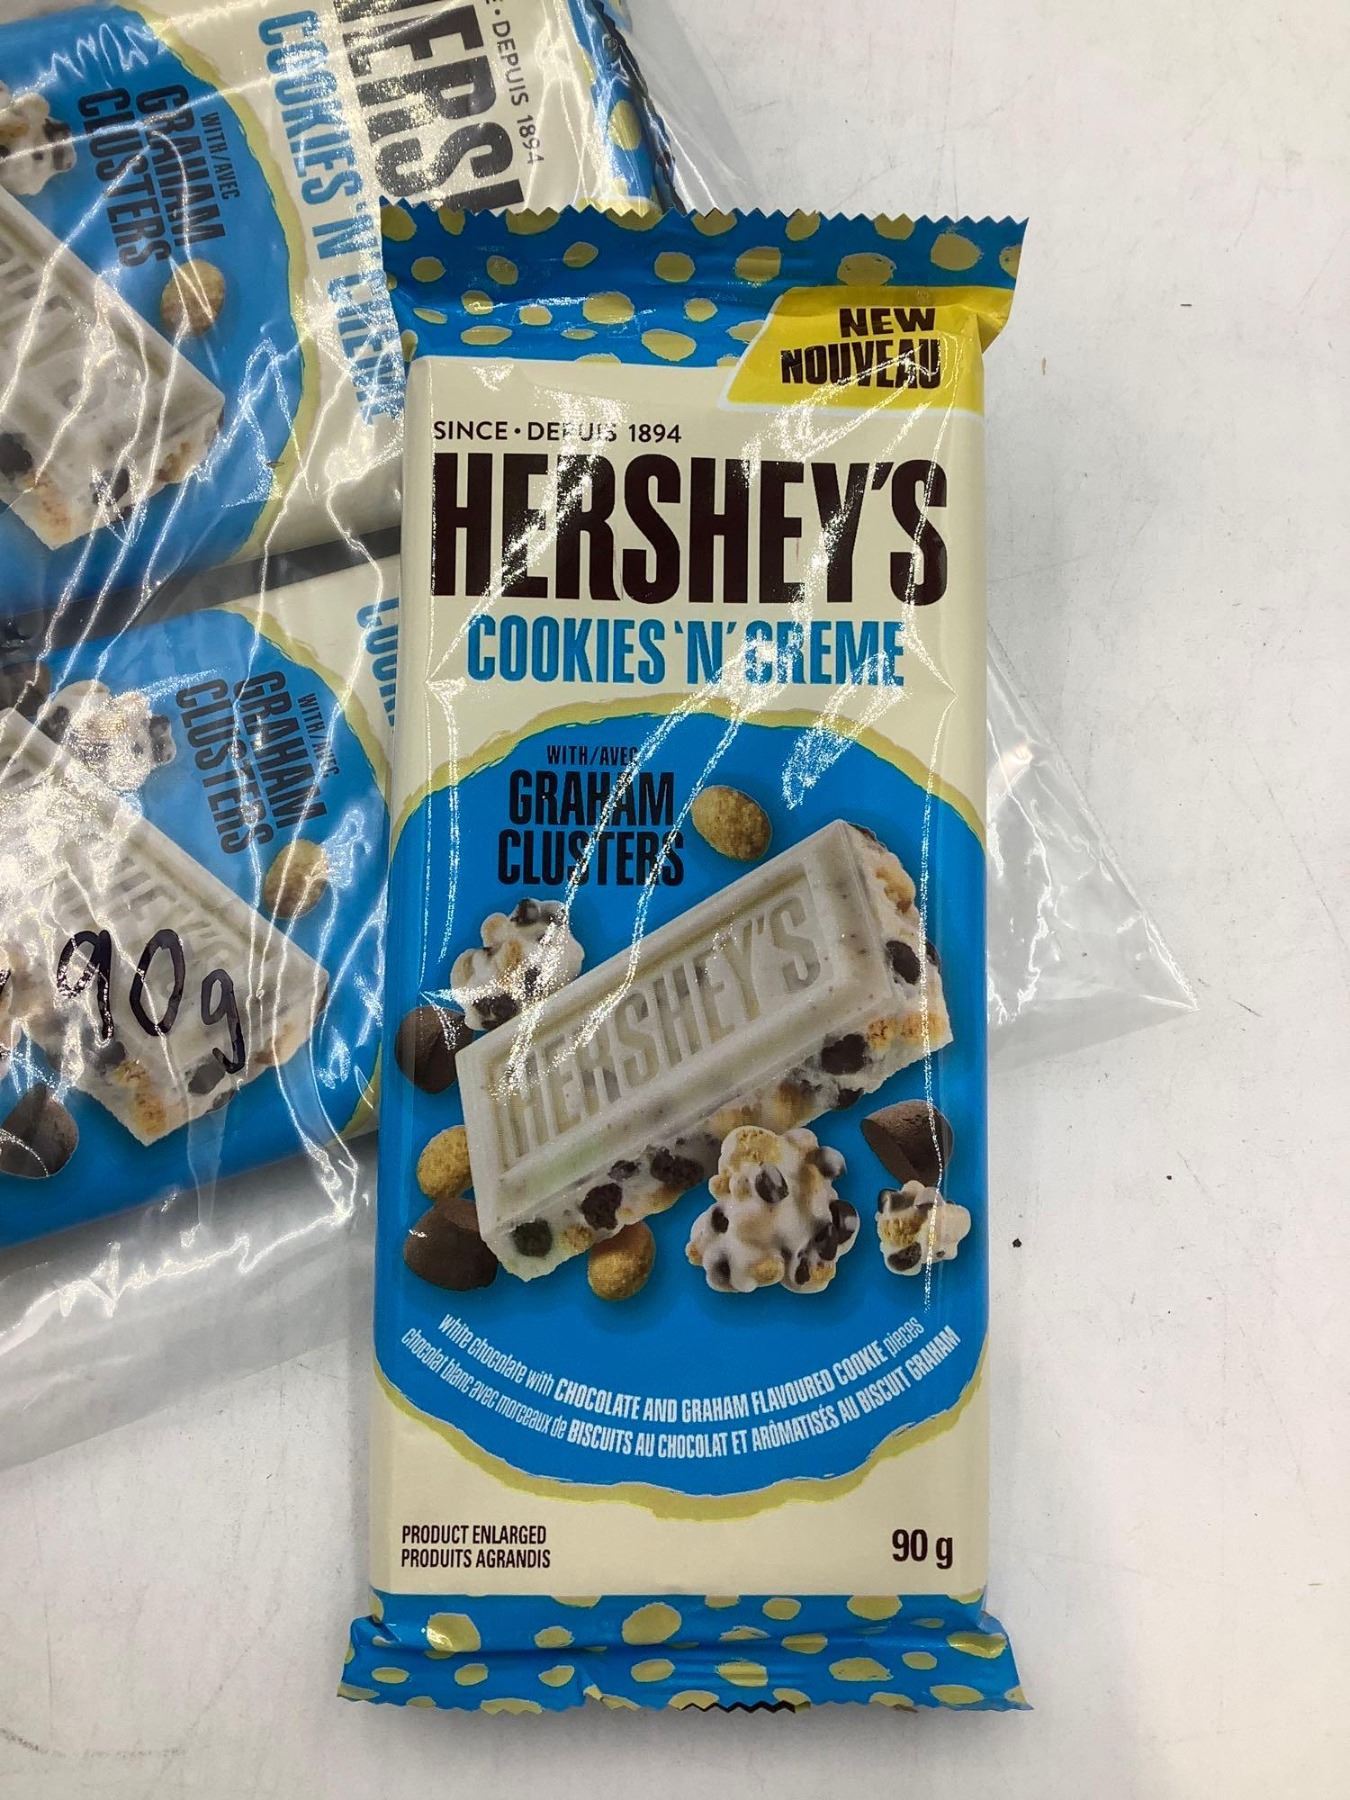 NEW
NOUVEAU
SINCE • DEPUIS 1894
HERSHEY'S
COOKIES 'N' CREME
WITH/AVEC
GRAHAM
CLUSTERS
HERSHEY'S
white chocolate with CHOCOLATE AND GRAHAM FLAVOURED COOKIE pieces
chocolat blanc avec morceaux de BISCUITS AU CHOCOLAT ET ARÔMATISÉS AU BISCUIT GRAHAM
PRODUCT ENLARGED
PRODUITS AGRANDIS
90 g
• DEPUIS 1894
COOKIES 'N' CREME
WITH/AVEC
GRAHAM
CLUSTERS
WITH/AVEC
GRAHAM
CLUSTERS
90g